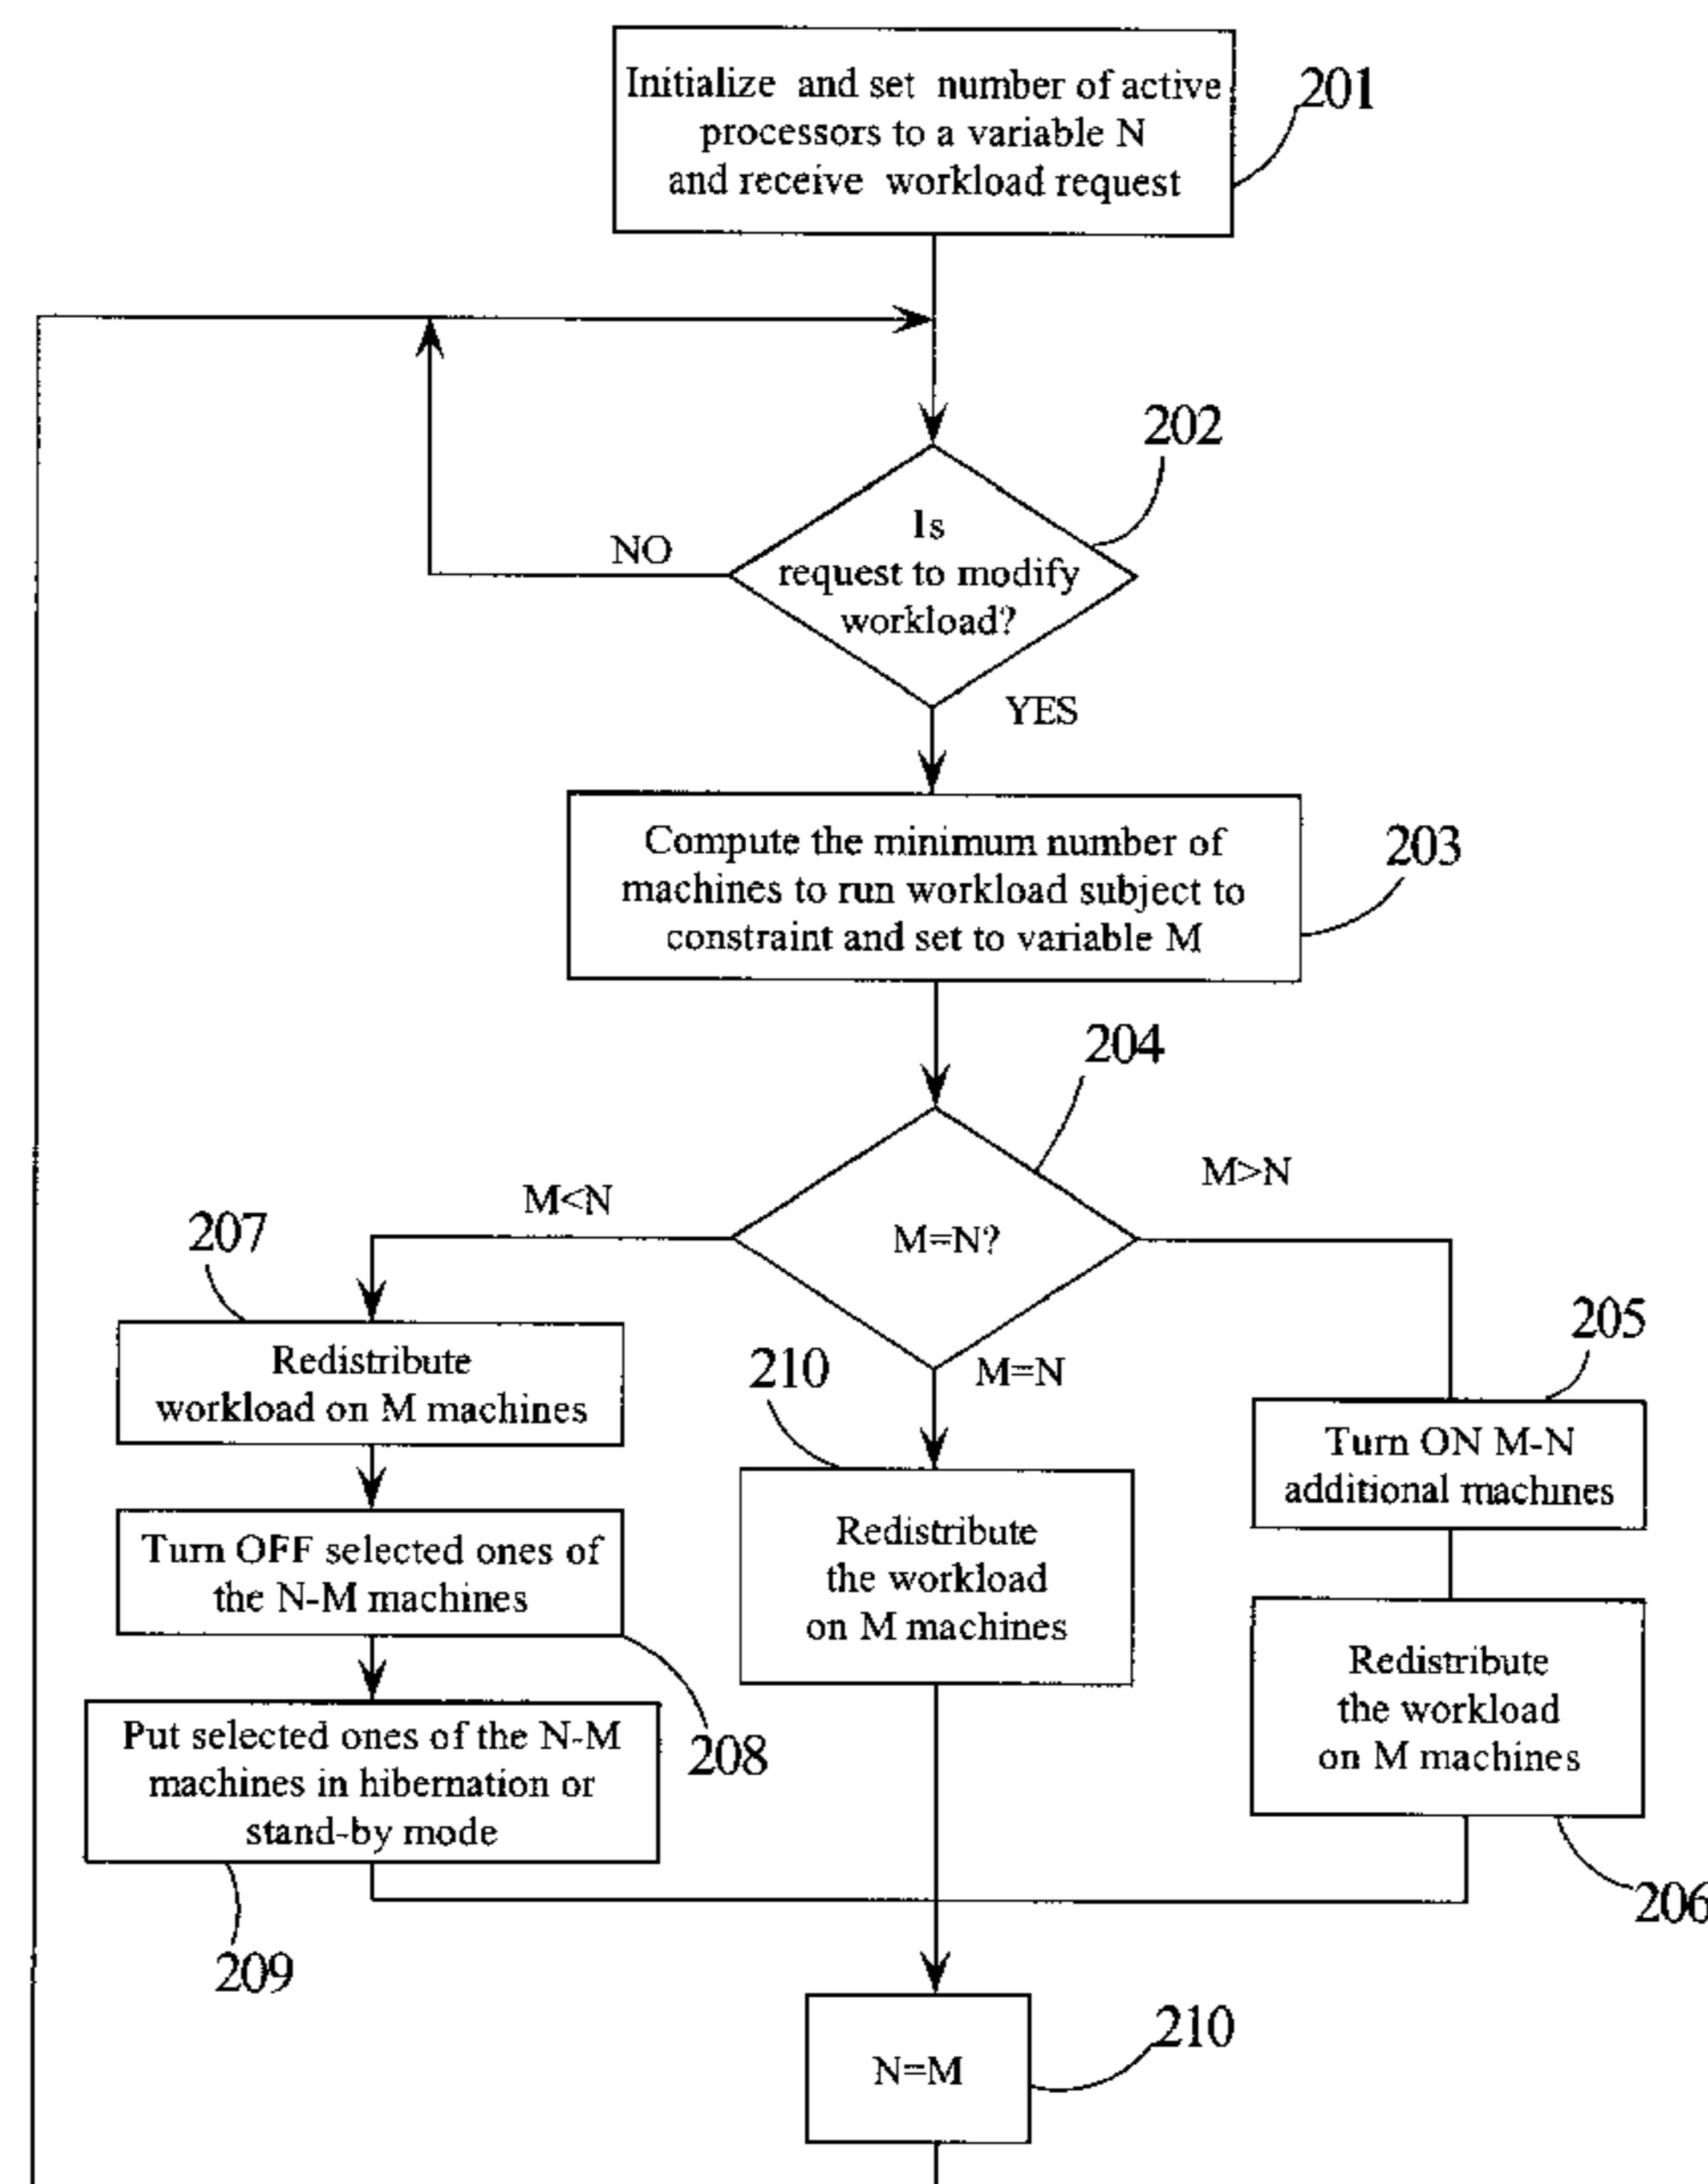 Initialize and set number of active
processors to a variable N
and receive workload request
201
202
Is
request to modify
workload?
NO
YES
Compute the minimum number of
machines to run workload subject to
constraint and set to variable M
203
204
M=N?
M<N
M>N
M=N
207
Redistribute
workload on M machines
210
Redistribute
the workload
on M machines
205
Turn ON M-N
additional machines
Turn OFF selected ones of
the N-M machines
208
Redistribute
the workload
on M machines
206
Put selected ones of the N-M
machines in hibernation or
stand-by mode
209
N=M
210